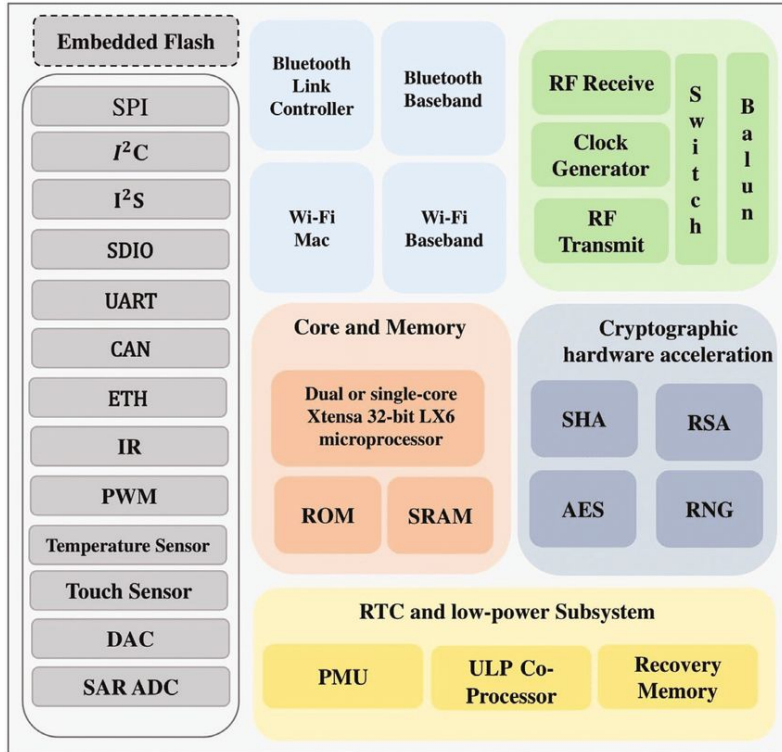 Embedded Flash
SPI
I²C
I²S
SDIO
UART
CAN
ETH
IR
PWM
Temperature Sensor
Touch Sensor
DAC
SAR ADC
Bluetooth
Link
Controller
Bluetooth
Baseband
Wi-Fi
Mac
Wi-Fi
Baseband
RF Receive
Clock
Generator
RF
Transmit
Switch
Balun
Core and Memory
Dual or single-core
Xtensa 32-bit LX6
microprocessor
ROM
SRAM
Cryptographic
hardware acceleration
SHA
RSA
AES
RNG
RTC and low-power Subsystem
PMU
ULP Co-
Processor
Recovery
Memory